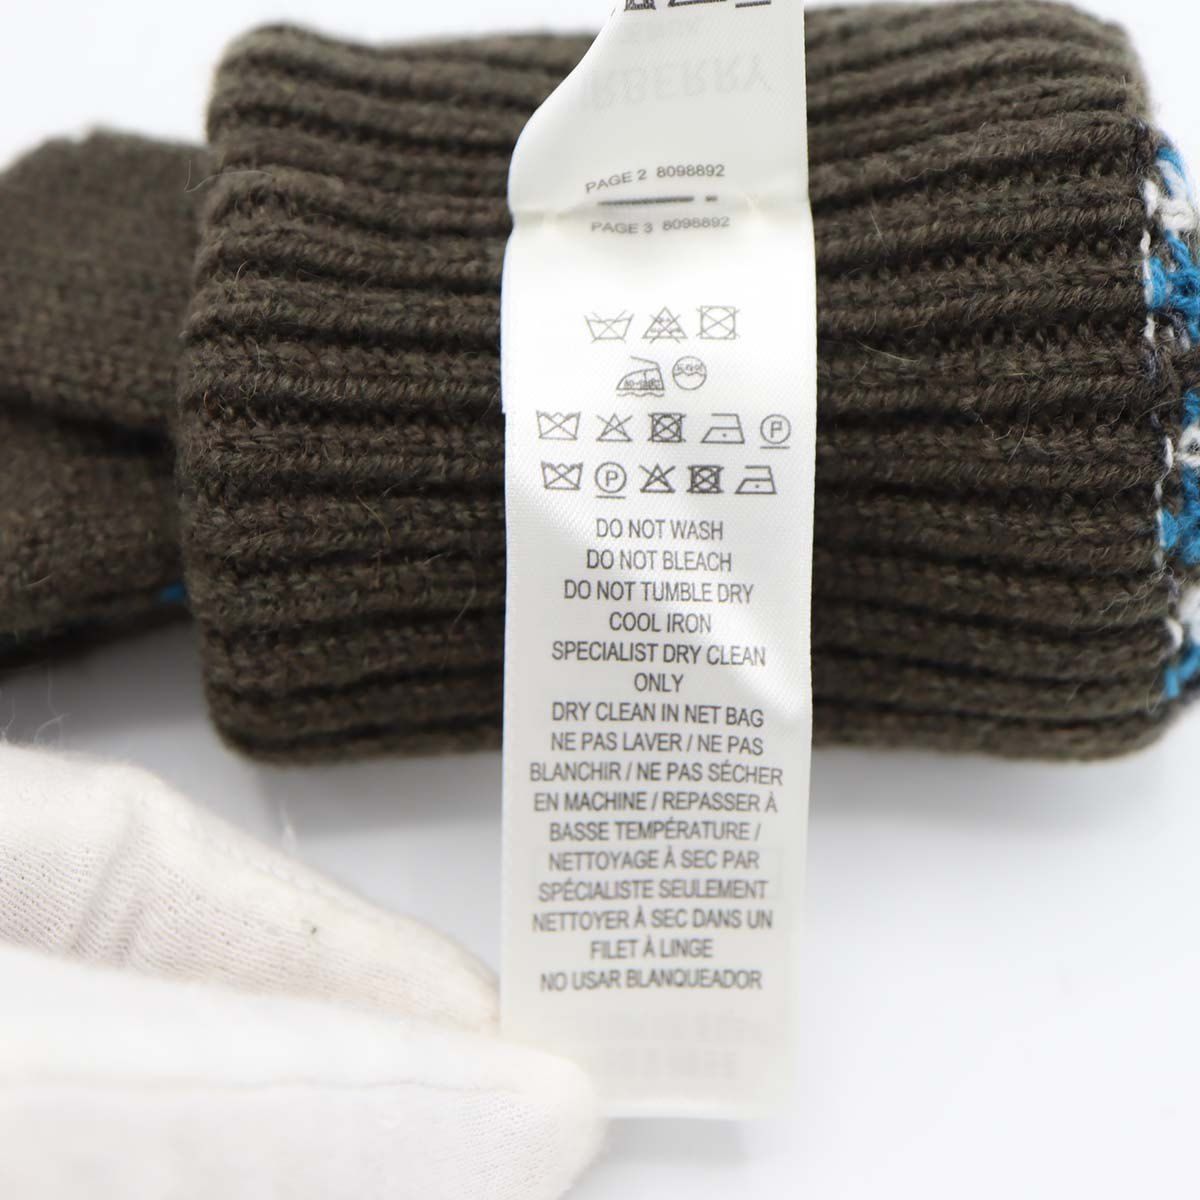 PAGE 2 8098892
PAGE 3 8098892
P
P
DO NOT WASH
DO NOT BLEACH
DO NOT TUMBLE DRY
COOL IRON
SPECIALIST DRY CLEAN
ONLY
DRY CLEAN IN NET BAG
NE PAS LAVER / NE PAS
BLANCHIR / NE PAS SÉCHER
EN MACHINE / REPASSER À
BASSE TEMPÉRATURE /
NETTOYAGE À SEC PAR
SPÉCIALISTE SEULEMENT
NETTOYER À SEC DANS UN
FILET À LINGE
NO USAR BLANQUEADOR